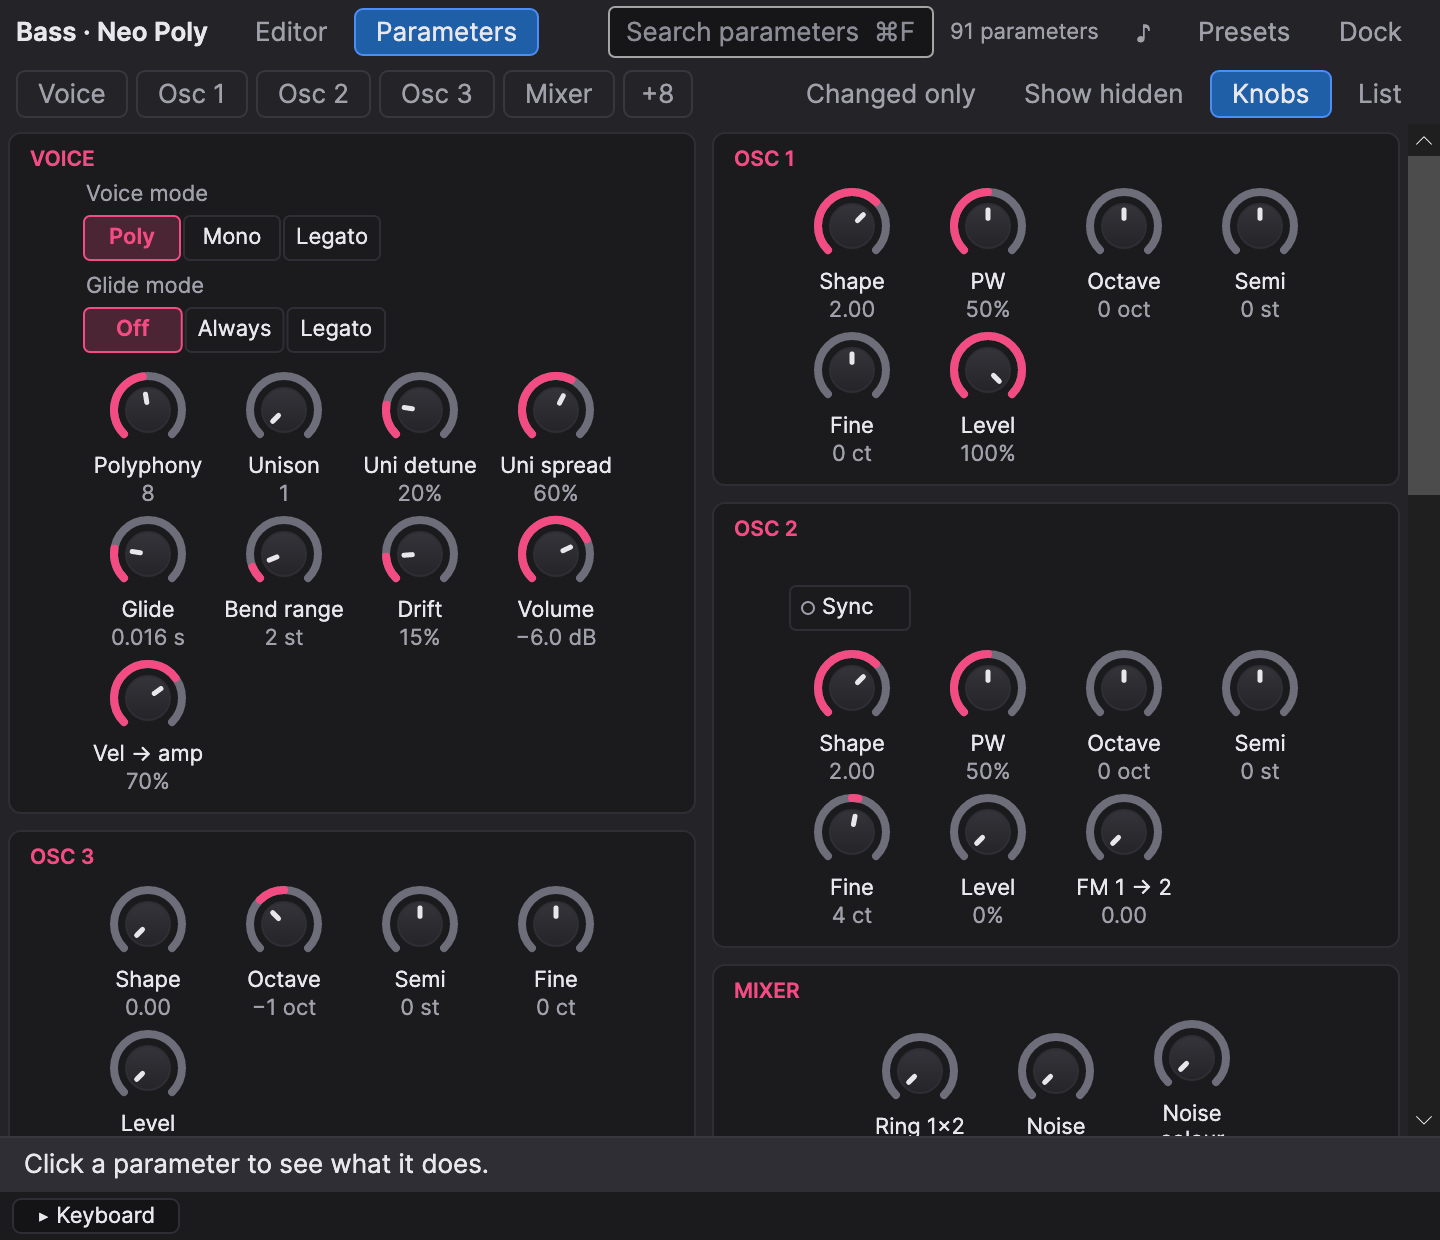 Bass · Neo Poly
Editor
Parameters
Search parameters ⌘F
91 parameters
Presets
Dock
Voice
Osc 1
Osc 2
Osc 3
Mixer
+8
Changed only
Show hidden
Knobs
List
VOICE
Voice mode
Poly
Mono
Legato
Glide mode
Off
Always
Legato
Polyphony
8
Unison
1
Uni detune
20%
Uni spread
60%
Glide
0.016 s
Bend range
2 st
Drift
15%
Volume
−6.0 dB
Vel → amp
70%
OSC 1
Shape
2.00
PW
50%
Octave
0 oct
Semi
0 st
Fine
0 ct
Level
100%
OSC 2
Sync
Shape
2.00
PW
50%
Octave
0 oct
Semi
0 st
Fine
4 ct
Level
0%
FM 1 → 2
0.00
OSC 3
Shape
0.00
Octave
−1 oct
Semi
0 st
Fine
0 ct
Level
MIXER
Ring 1×2
Noise
Noise
Click a parameter to see what it does.
▸ Keyboard